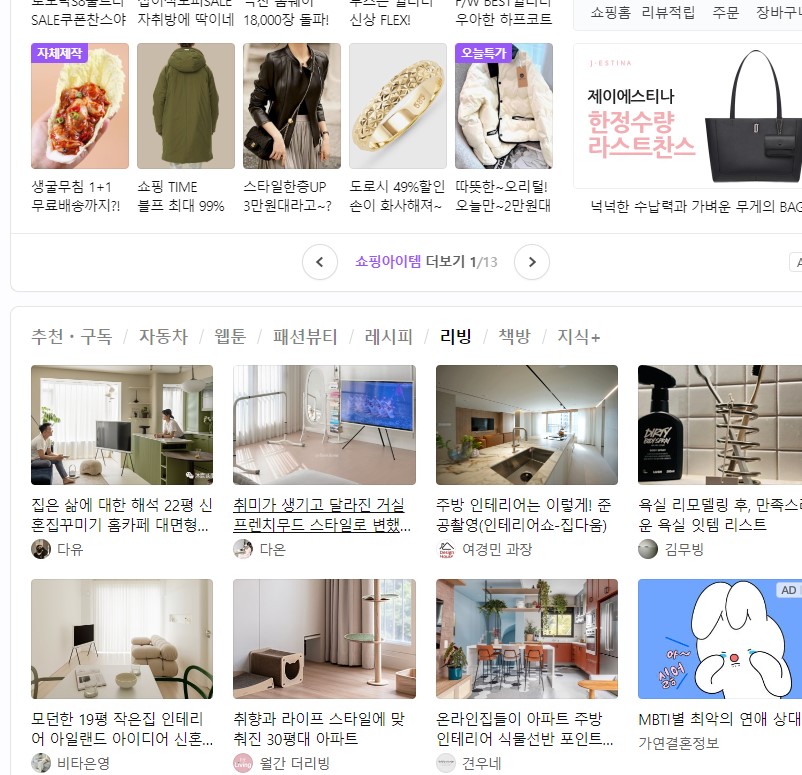 SALE쿠폰찬스야
자취방에 딱이네
18,000장 돌파!
신상 FLEX!
우아한 하프코트
쇼핑홈 리뷰적립 주문
자체제작
오늘특가
J·ESTINA
제이에스티나
한정수량
라스트찬스
생굴무침 1+1
무료배송까지?!
쇼핑 TIME
볼프 최대 99%
스타일한층UP
3만원대라고~?
도로시 49%할인
손이 화사해져~
따뜻한~오리털!
오늘만~2만원대
넉넉한 수납력과 가벼운 무게의 BAG
쇼핑아이템 더보기 1/13
추천・구독 / 자동차 / 웹툰 / 패션뷰티 / 레시피 / 리빙 / 책방 / 지식+
DIRTY
집은 삶에 대한 해석 22평 신
혼집꾸미기 홈카페 대면형...
다유
취미가 생기고 달라진 거실
프렌치무드 스타일로 변했...
다온
주방 인테리어는 이렇게! 준
공촬영(인테리어쇼-집다움)
여경민 과장
욕실 리모델링 후, 만족스러
운 욕실 잇템 리스트
김무빙
AD
아~
싫어
모던한 19평 작은집 인테리
어 아일랜드 아이디어 신혼...
비타은영
취향과 라이프 스타일에 맞
춰진 30평대 아파트
Living
월간 더리빙
온라인집들이 아파트 주방
인테리어 식물선반 포인트...
견우네
MBTI별 최악의 연애 상대
가연결혼정보